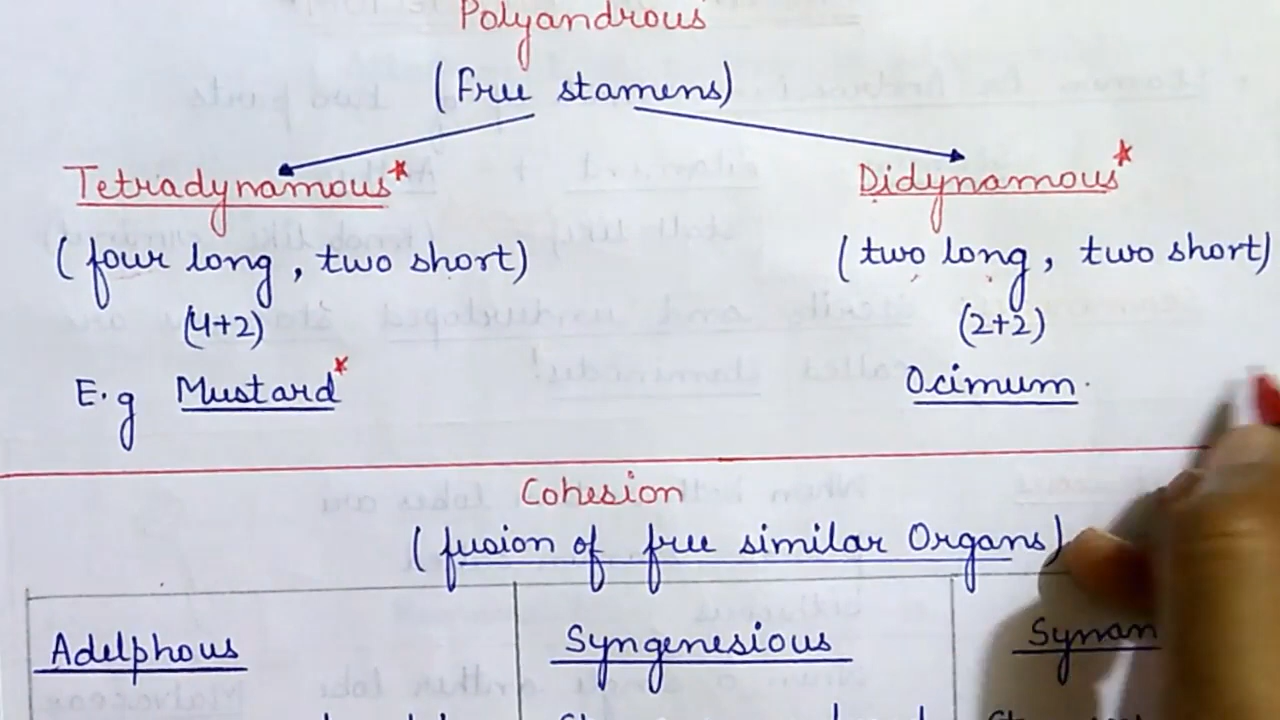 Polyandrous
(Free stamens)
Tetradynamous* Didynamous*
(four long, two short) (two long, two short)
(4+2) (2+2)
E.g Mustard* Ocimum.
Cohesion
(fusion of free similar Organs)
Adelphous Syngenesious Synan